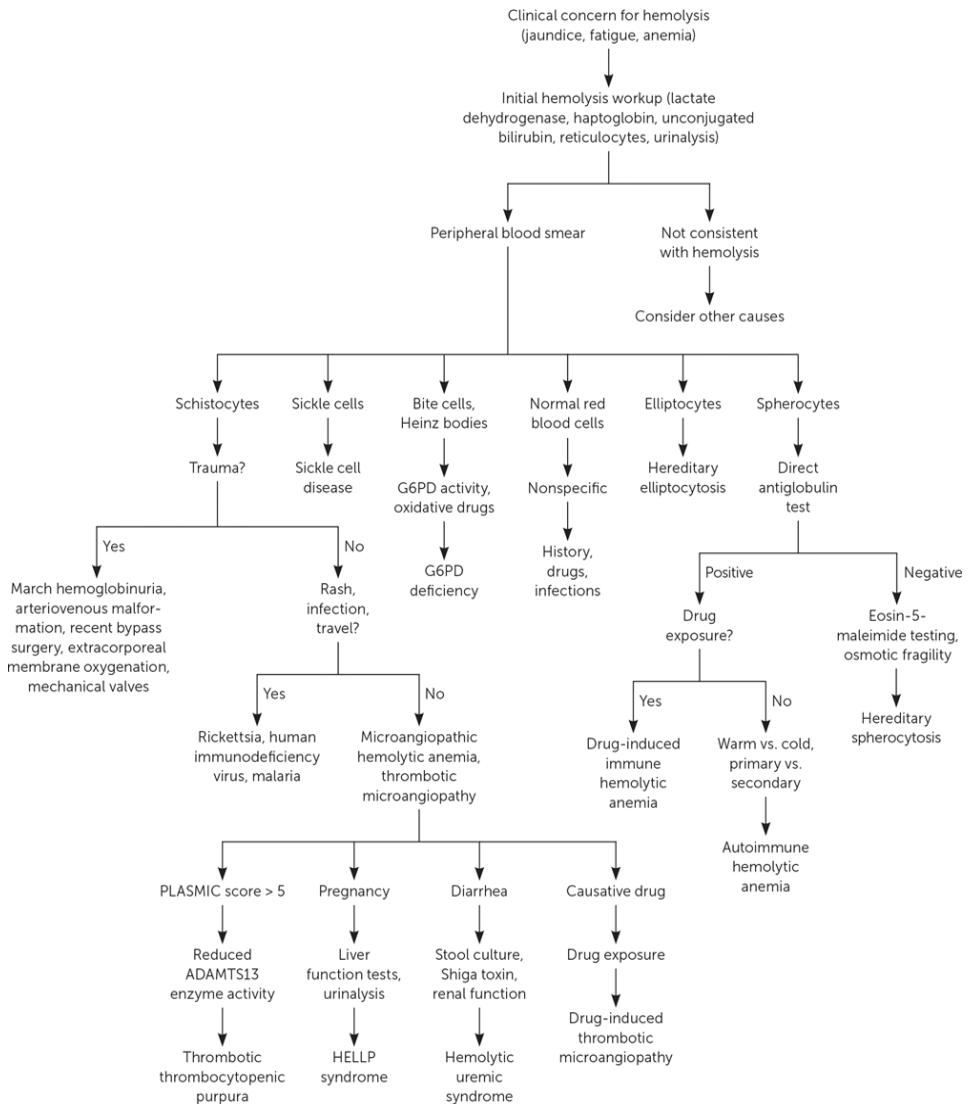 Clinical concern for hemolysis
(jaundice, fatigue, anemia)
Initial hemolysis workup (lactate
dehydrogenase, haptoglobin, unconjugated
bilirubin, reticulocytes, urinalysis)
Peripheral blood smear
Not consistent
with hemolysis
Consider other causes
Schistocytes
Sickle cells
Bite cells,
Heinz bodies
Normal red
blood cells
Elliptocytes
Spherocytes
Trauma?
Sickle cell
disease
G6PD activity,
oxidative drugs
Nonspecific
Hereditary
elliptocytosis
Direct
antiglobulin
test
Yes
No
G6PD
deficiency
History,
drugs,
infections
Positive
Negative
March hemoglobinuria,
arteriovenous malfor-
mation, recent bypass
surgery, extracorporeal
membrane oxygenation,
mechanical valves
Rash,
infection,
travel?
Drug
exposure?
Eosin-5-
maleimide testing,
osmotic fragility
Yes
No
Yes
No
Hereditary
spherocytosis
Rickettsia, human
immunodeficiency
virus, malaria
Microangiopathic
hemolytic anemia,
thrombotic
microangiopathy
Drug-induced
immune
hemolytic
anemia
Warm vs. cold,
primary vs.
secondary
Autoimmune
hemolytic
anemia
PLASMIC score > 5
Pregnancy
Diarrhea
Causative drug
Reduced
ADAMTS13
enzyme activity
Liver
function tests,
urinalysis
Stool culture,
Shiga toxin,
renal function
Drug exposure
Thrombotic
thrombocytopenic
purpura
HELLP
syndrome
Hemolytic
uremic
syndrome
Drug-induced
thrombotic
microangiopathy